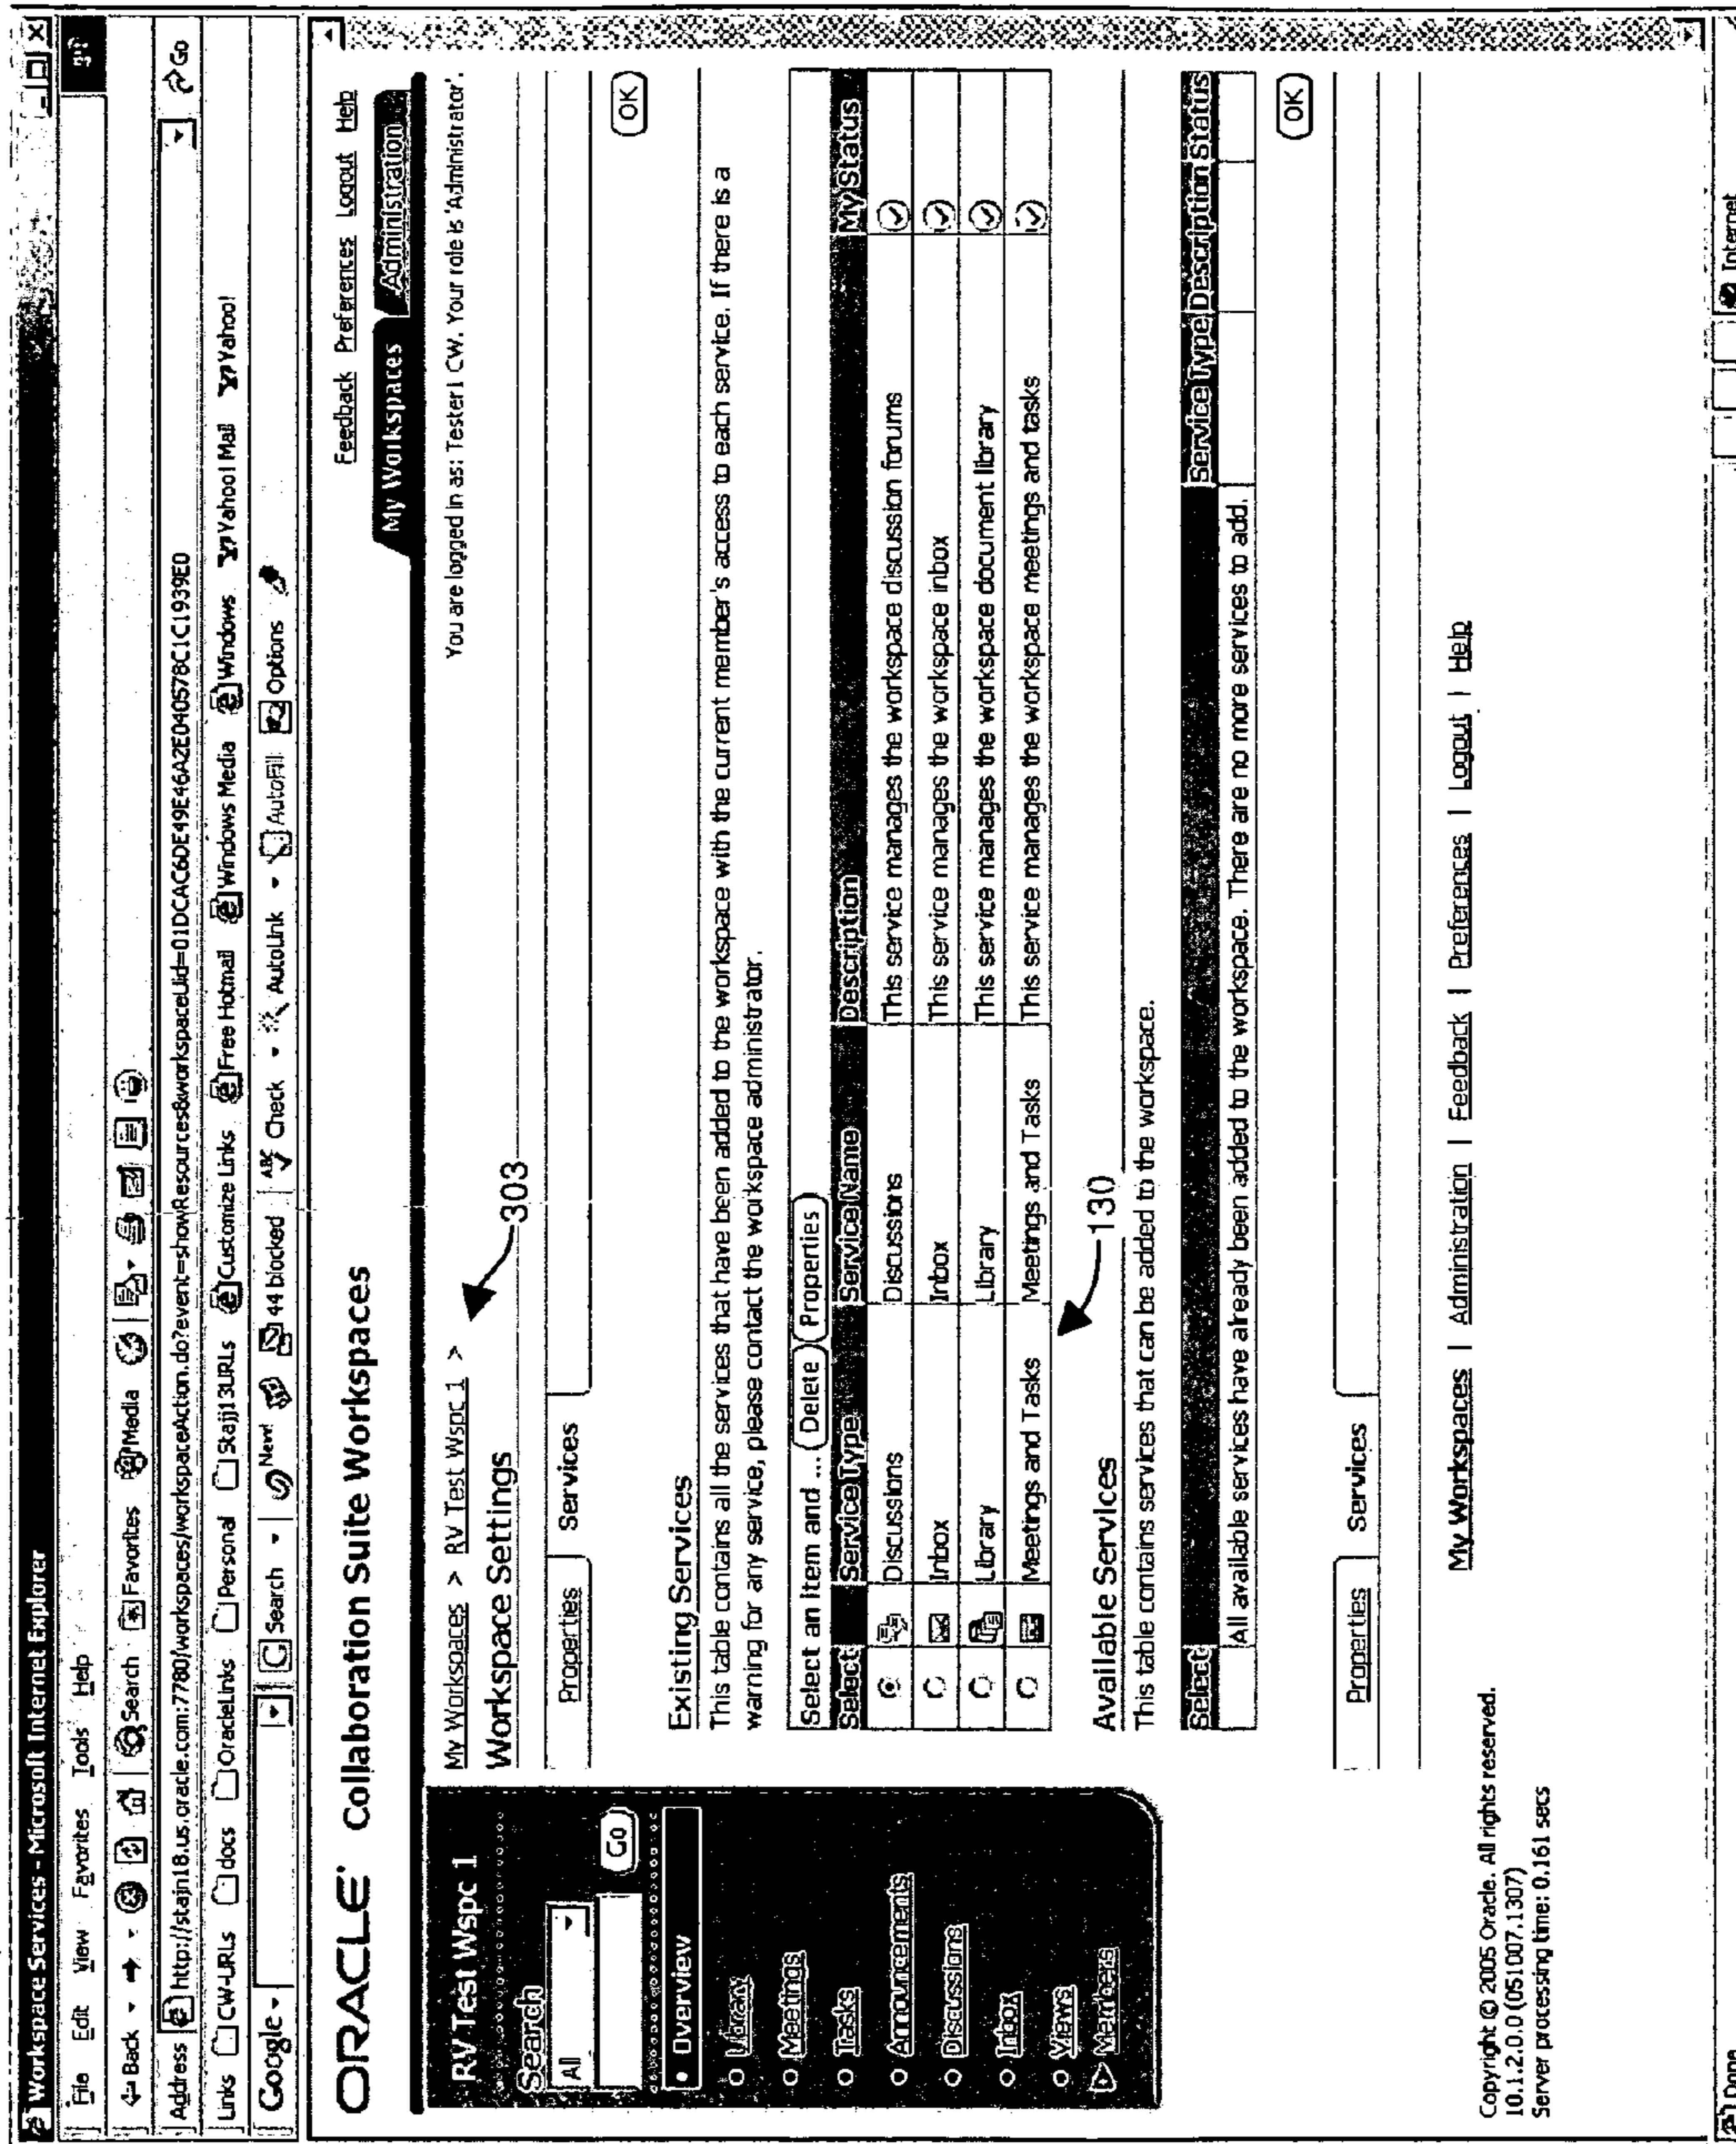 Workspace Services - Microsoft Internet Explorer
File Edit View Favorites Tools Help
Back Search Favorites Media
Address http://stajn18.us.oracle.com:7780/workspaces/workspaceAction.do?event=showResources&workspaceUid=01DCAC6DE49E46A2E040578C1C1939E0 Go
Links CW-URLs docs OracleLinks Personal Stajj13URLs Customize Links Free Hotmail Windows Media Windows Yahoo! Mail Yahoo!
Google Search New! 44 blocked ABC Check AutoLink AutoFill Options
ORACLE Collaboration Suite Workspaces
Feedback Preferences Logout Help
My Workspaces Administration
RV Test Wspc 1
Search
All
Go
Overview
Library
Meetings
Tasks
Announcements
Discussions
Inbox
Views
Members
My Workspaces > RV Test Wspc 1 >
You are logged in as: Tester1 CW. Your role is 'Administrator'.
303
Workspace Settings
Properties Services
OK
Existing Services
This table contains all the services that have been added to the workspace with the current member's access to each service. If there is a
warning for any service, please contact the workspace administrator.
Select an item and ... Delete Properties
Select Service Type Service Name Description My Status
Discussions Discussions This service manages the workspace discussion forums
Inbox Inbox This service manages the workspace inbox
Library Library This service manages the workspace document library
Meetings and Tasks Meetings and Tasks This service manages the workspace meetings and tasks
130
Available Services
This table contains services that can be added to the workspace.
Select Service Type Description Status
All available services have already been added to the workspace. There are no more services to add.
OK
Properties Services
My Workspaces | Administration | Feedback | Preferences | Logout | Help
Copyright © 2005 Oracle. All rights reserved.
10.1.2.0.0 (051007.1307)
Server processing time: 0.161 secs
Done Internet